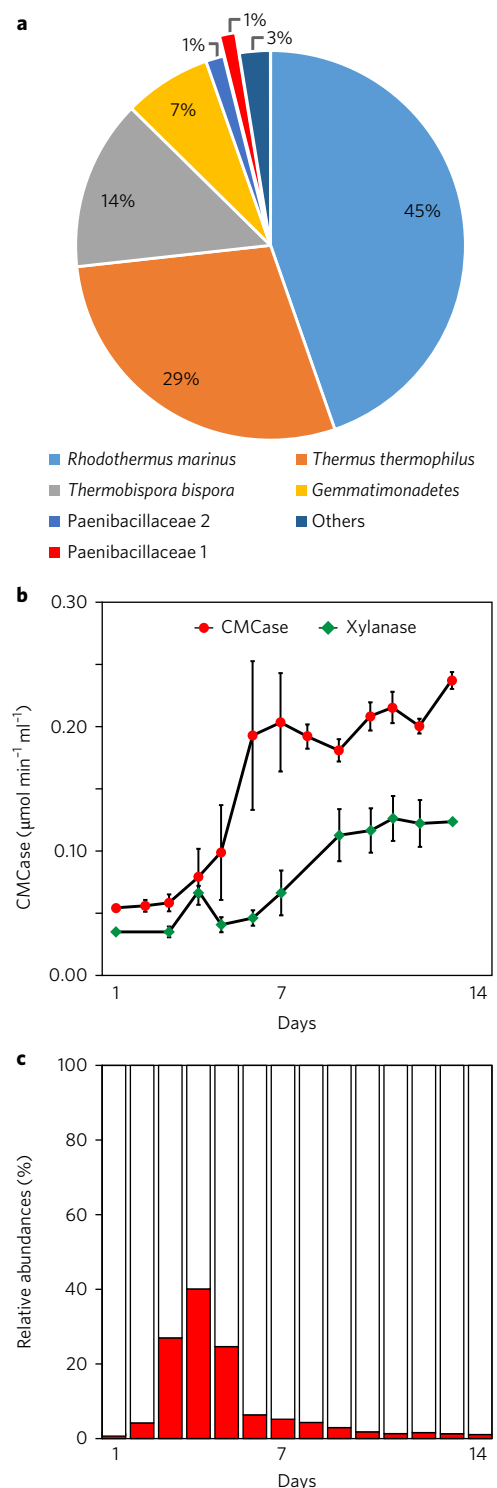 a
1%
1%
3%
7%
45%
14%
29%
Rhodothermus marinus
Thermus thermophilus
Thermobispora bispora
Gemmatimonadetes
Paenibacillaceae 2
Others
Paenibacillaceae 1
b
0.30
CMCase
Xylanase
0.20
CMCase (μmol min⁻¹ ml⁻¹)
0.10
0.00
1
7
14
Days
c
100
80
60
Relative abundances (%)
40
20
0
1
7
14
Days